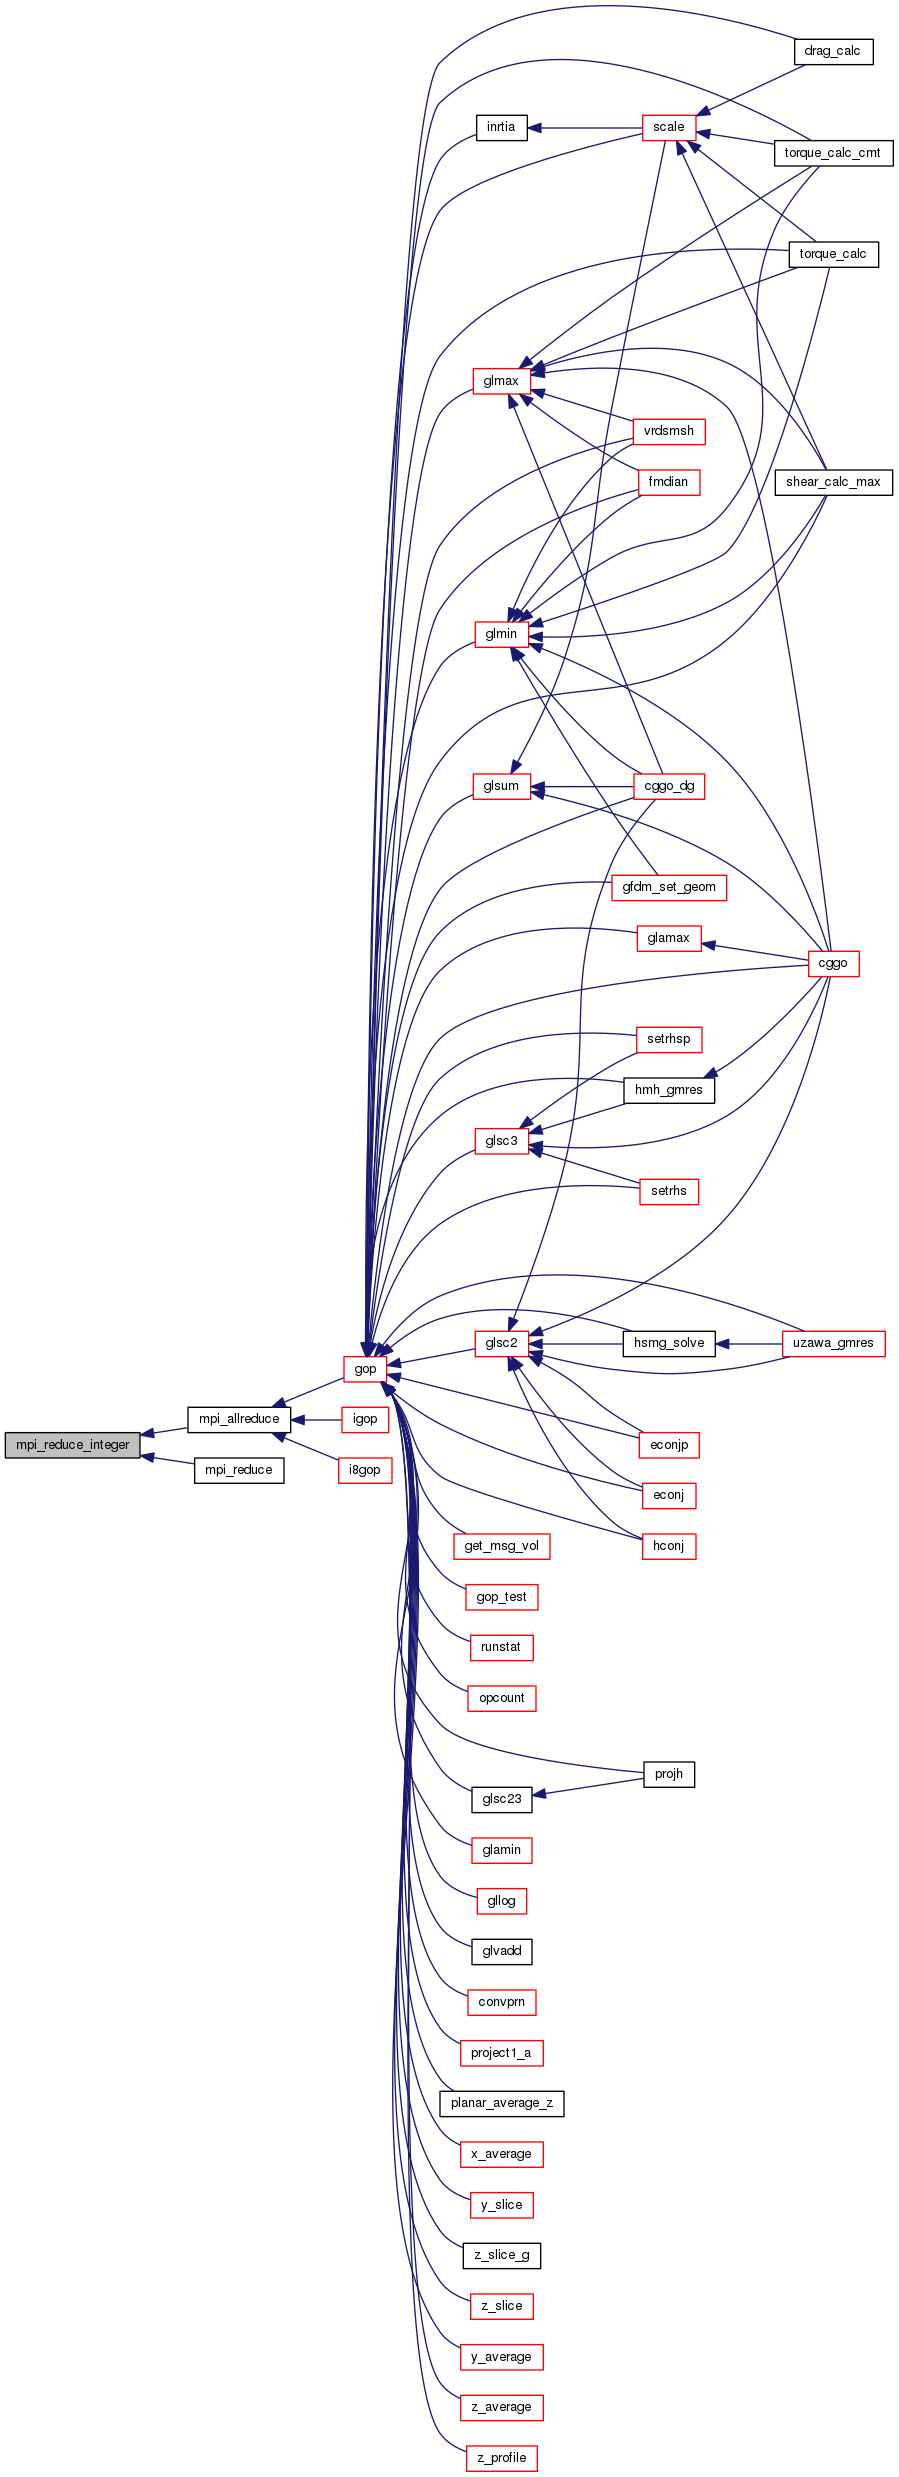 drag_calc
inrtia
scale
torque_calc_cmt
torque_calc
glmax
vrdsmsh
fmdian
shear_calc_max
glmin
glsum
cggo_dg
gfdm_set_geom
glamax
cggo
setrhsp
hmh_gmres
glsc3
setrhs
glsc2
hsmg_solve
uzawa_gmres
gop
mpi_allreduce
igop
mpi_reduce_integer
mpi_reduce
i8gop
econjp
econj
get_msg_vol
hconj
gop_test
runstat
opcount
projh
glsc23
glamin
gllog
glvadd
convprn
project1_a
planar_average_z
x_average
y_slice
z_slice_g
z_slice
y_average
z_average
z_profile